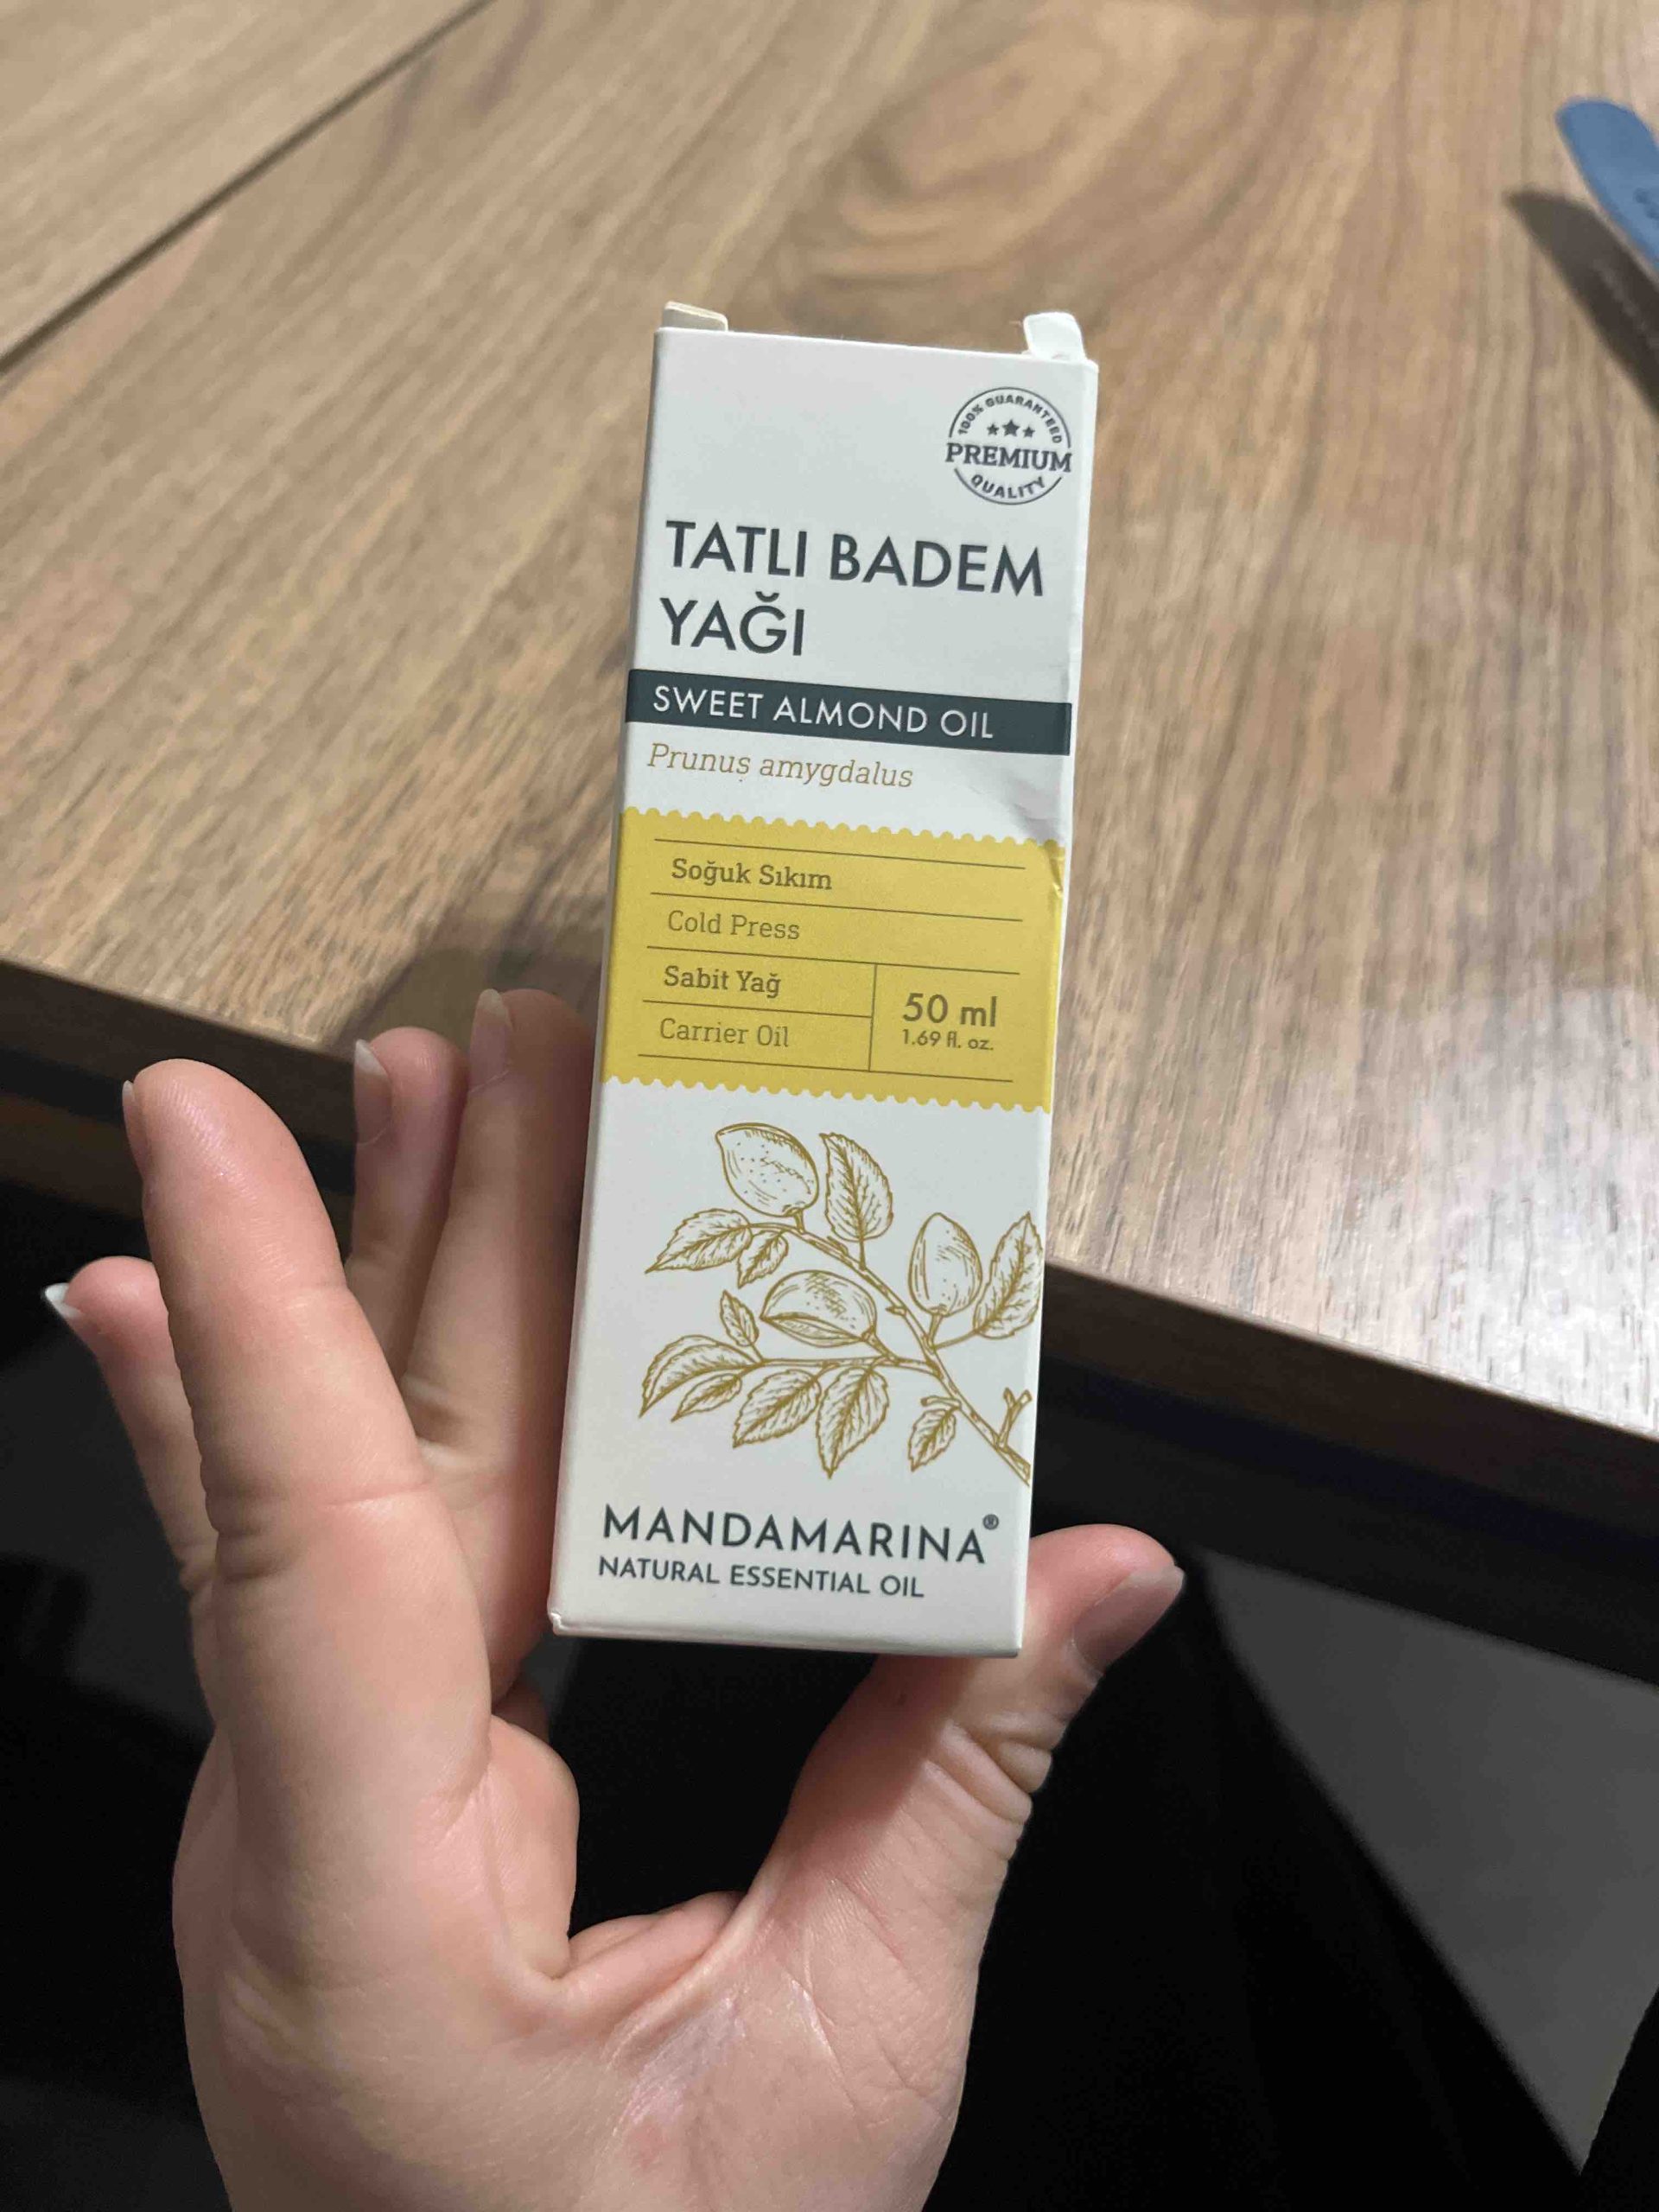 100% GUARANTEED
PREMIUM
QUALITY
TATLI BADEM
YAĞI
SWEET ALMOND OIL
Prunus amygdalus
Soğuk Sıkım
Cold Press
Sabit Yağ
Carrier Oil
50 ml
1.69 fl. oz.
MANDAMARINA®
NATURAL ESSENTIAL OIL